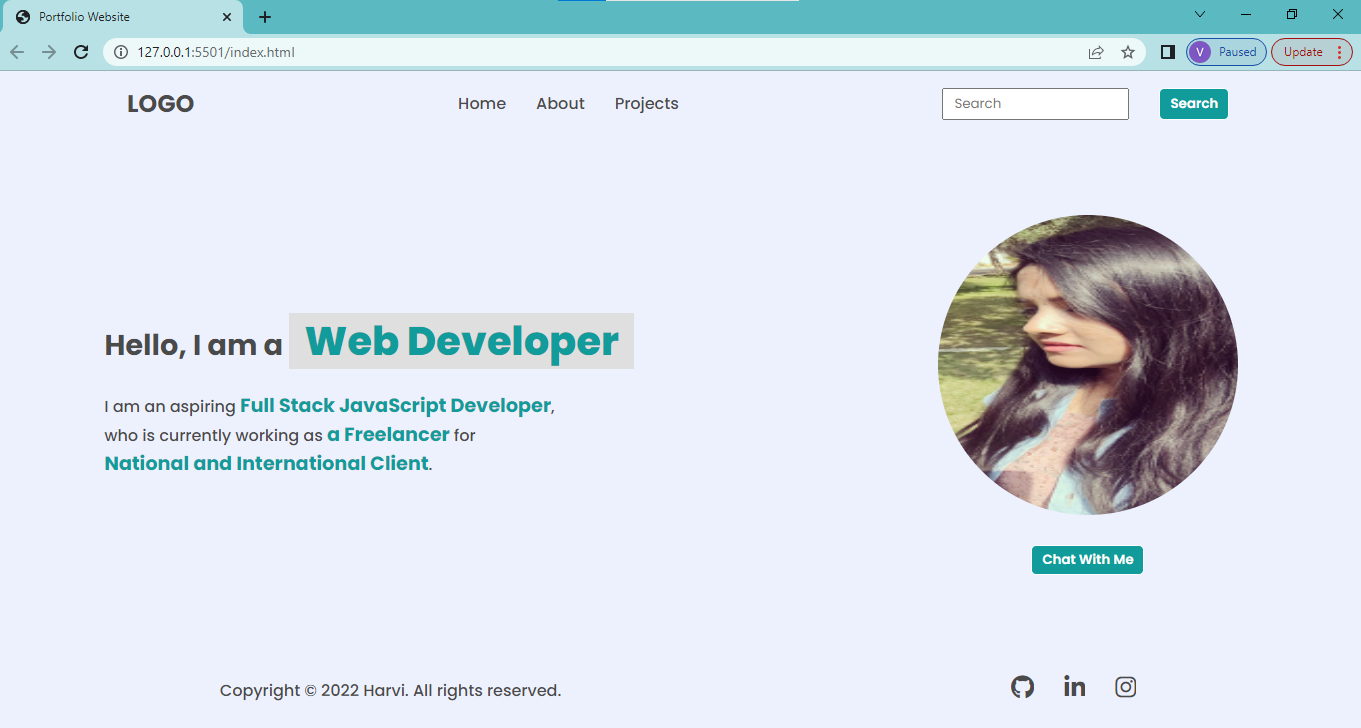 Portfolio Website
127.0.0.1:5501/index.html
V Paused
Update
LOGO
Home About Projects
Search
Search
Hello, I am a Web Developer
I am an aspiring Full Stack JavaScript Developer,
who is currently working as a Freelancer for
National and International Client.
Chat With Me
Copyright © 2022 Harvi. All rights reserved.
in